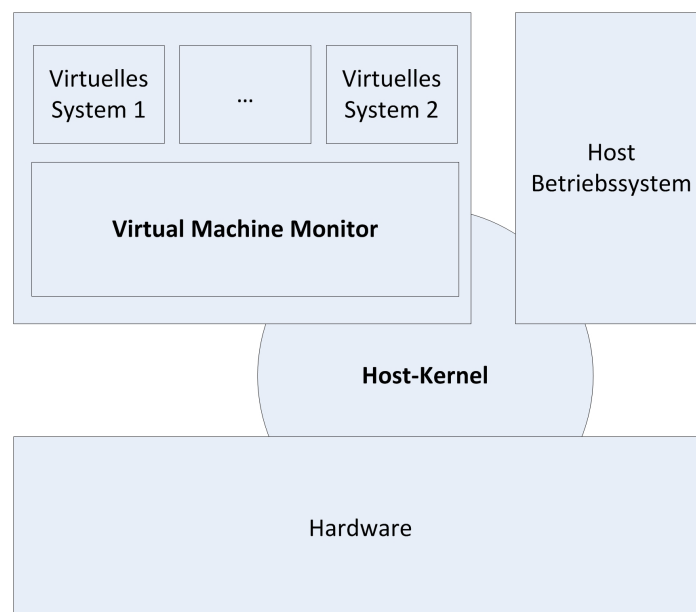 Virtuelles
System 1
...
Virtuelles
System 2
Host
Betriebssystem
Virtual Machine Monitor
Host-Kernel
Hardware